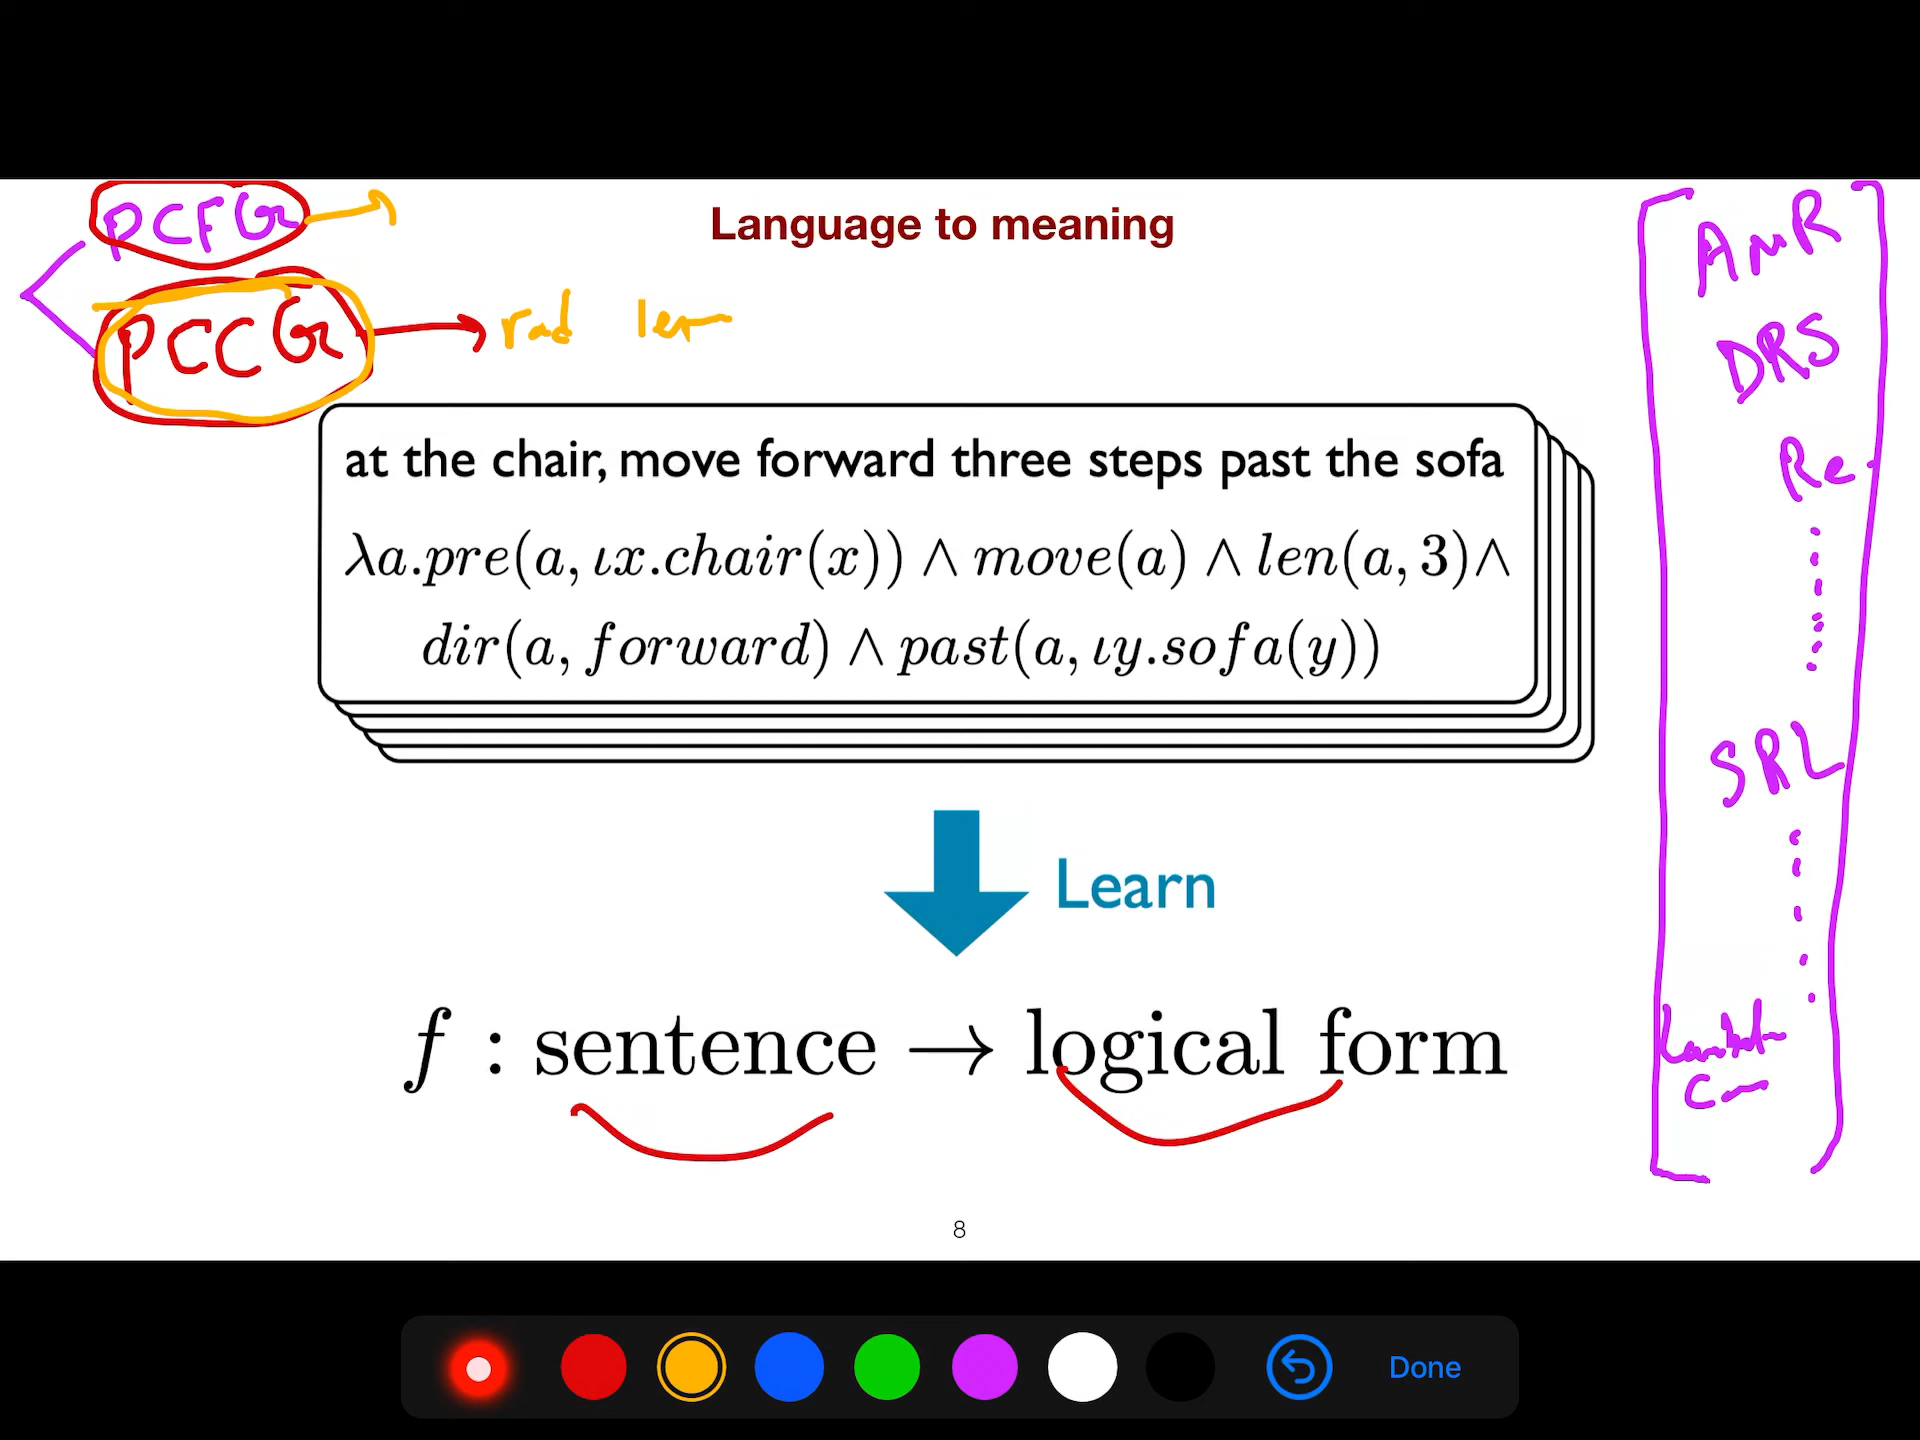 PCFG
Language to meaning
PCCG
at the chair, move forward three steps past the sofa
λa.pre(a, ιx.chair(x)) ∧ move(a) ∧ len(a, 3)∧
dir(a, forward) ∧ past(a, ιy.sofa(y))
Learn
f : sentence → logical form
8
AMR
DRS
Re
SRL
Done